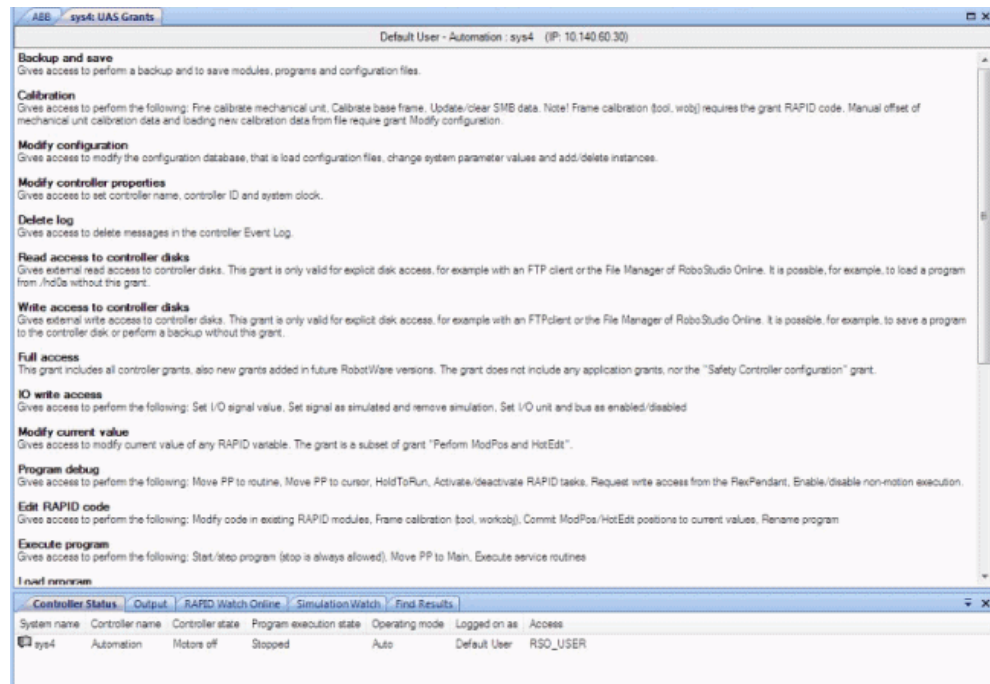 ABB sys4: UAS Grants
Default User - Automation : sys4 (IP: 10.140.60.30)
Backup and save
Gives access to perform a backup and to save modules, programs and configuration files.
Calibration
Gives access to perform the following: Fine calibrate mechanical unit, Calibrate base frame, Update/clear SMB data. Note! Frame calibration (tool, wobj) requires the grant RAPID code. Manual offset of
mechanical unit calibration data and loading new calibration data from file require grant Modify configuration.
Modify configuration
Gives access to modify the configuration database, that is load configuration files, change system parameter values and add/delete instances.
Modify controller properties
Gives access to set controller name, controller ID and system clock.
Delete log
Gives access to delete messages in the controller Event Log.
Read access to controller disks
Gives external read access to controller disks. This grant is only valid for explicit disk access, for example with an FTP client or the File Manager of RoboStudio Online. It is possible, for example, to load a program
from /hd0a without this grant.
Write access to controller disks
Gives external write access to controller disks. This grant is only valid for explicit disk access, for example with an FTPclient or the File Manager of RoboStudio Online. It is possible, for example, to save a program
to the controller disk or perform a backup without this grant.
Full access
This grant includes all controller grants, also new grants added in future RobotWare versions. The grant does not include any application grants, nor the "Safety Controller configuration" grant.
IO write access
Gives access to perform the following: Set I/O signal value, Set signal as simulated and remove simulation, Set I/O unit and bus as enabled/disabled
Modify current value
Gives access to modify current value of any RAPID variable. The grant is a subset of grant "Perform ModPos and HotEdit".
Program debug
Gives access to perform the following: Move PP to routine, Move PP to cursor, HoldToRun, Activate/deactivate RAPID tasks, Request write access from the FlexPendant, Enable/disable non-motion execution.
Edit RAPID code
Gives access to perform the following: Modify code in existing RAPID modules, Frame calibration (tool, workobj), Commit ModPos/HotEdit positions to current values, Rename program
Execute program
Gives access to perform the following: Start/step program (stop is always allowed), Move PP to Main, Execute service routines
Load program
Controller Status Output RAPID Watch Online Simulation Watch Find Results
System name Controller name Controller state Program execution state Operating mode Logged on as Access
sys4 Automation Motors off Stopped Auto Default User RSO_USER